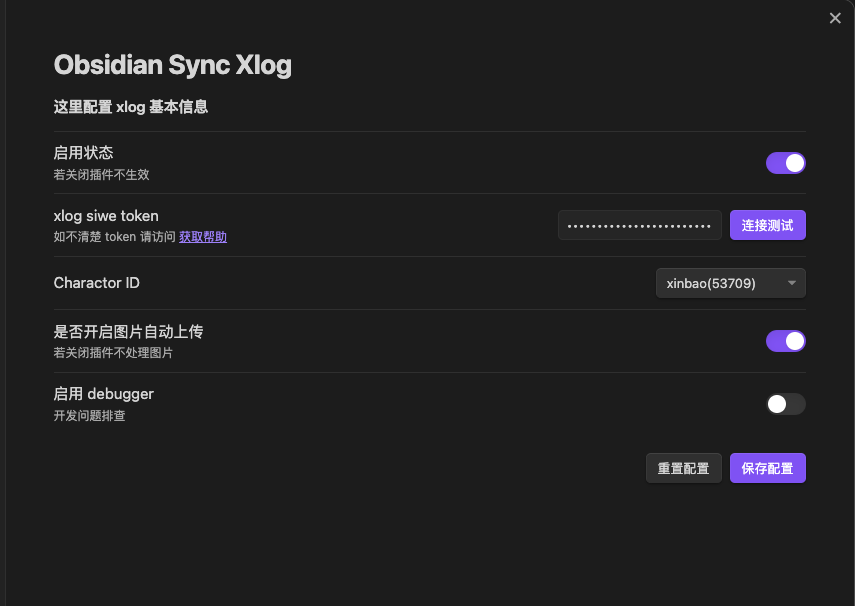 Obsidian Sync Xlog
这里配置 xlog 基本信息
启用状态
若关闭插件不生效
xlog siwe token
如不清楚 token 请访问 获取帮助
连接测试
Charactor ID
xinbao(53709)
是否开启图片自动上传
若关闭插件不处理图片
启用 debugger
开发问题排查
重置配置
保存配置